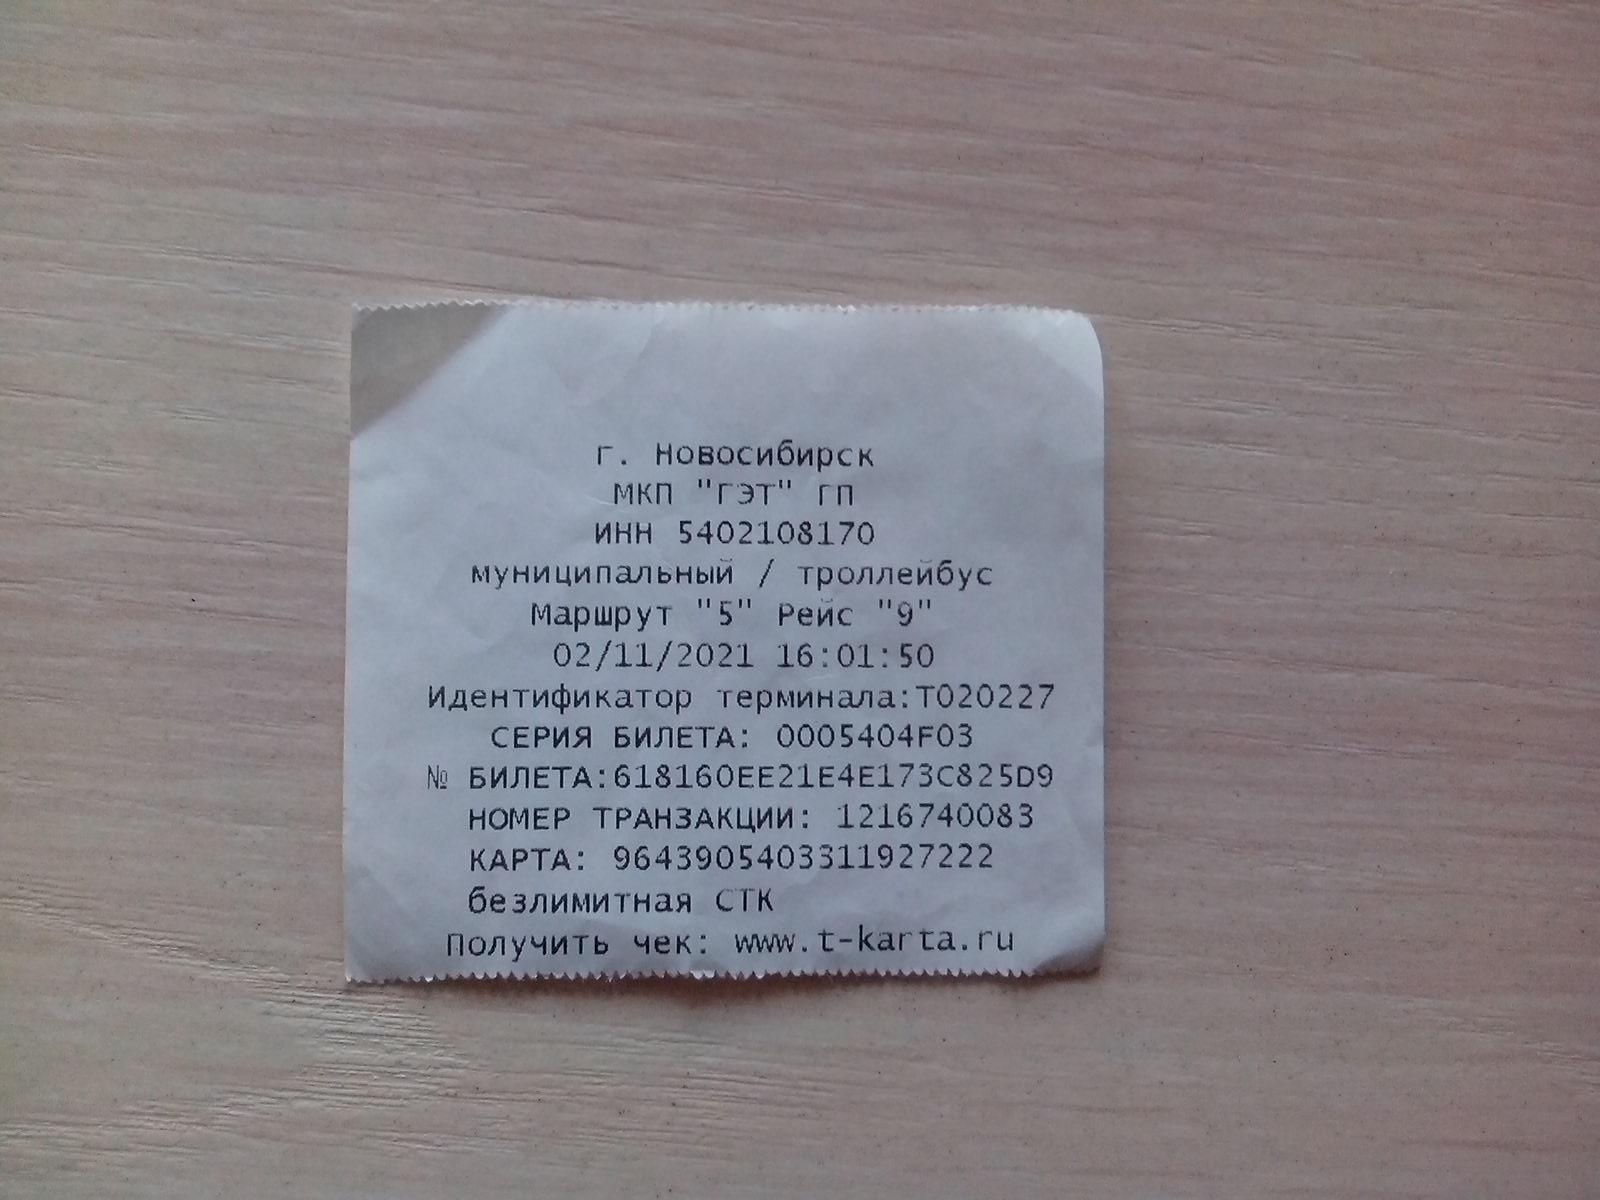 г. Новосибирск
МКП "ГЭТ" ГП
ИНН 5402108170
муниципальный / троллейбус
Маршрут "5" Рейс "9"
02/11/2021 16:01:50
Идентификатор терминала:T020227
СЕРИЯ БИЛЕТА: 0005404F03
№ БИЛЕТА:618160EE21E4E173C825D9
НОМЕР ТРАНЗАКЦИИ: 1216740083
КАРТА: 9643905403311927222
безлимитная СТК
Получить чек: www.t-karta.ru